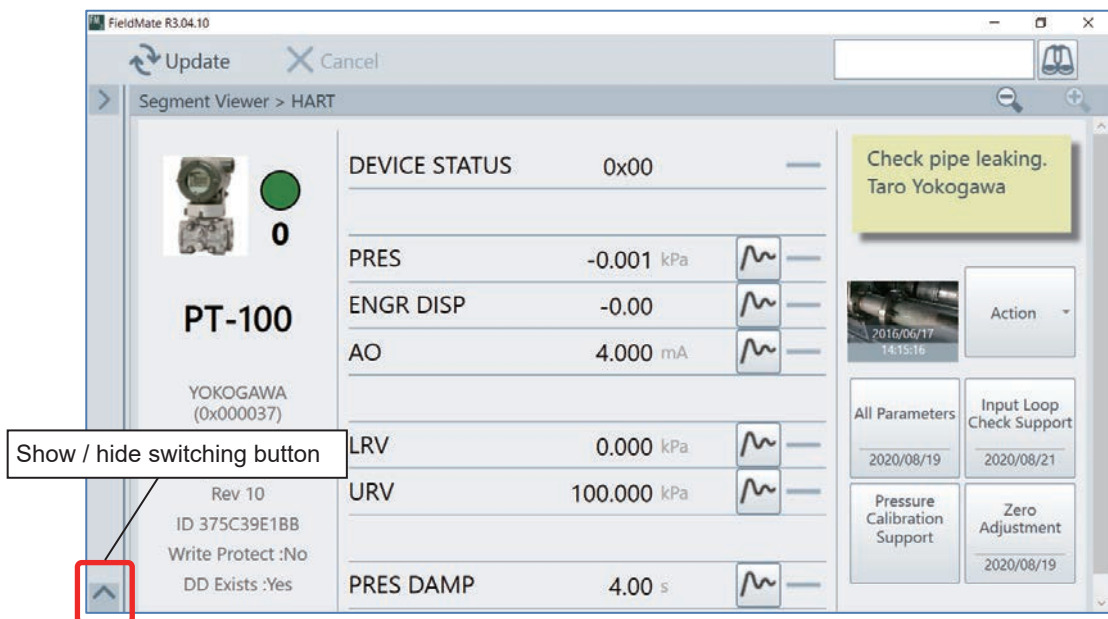 FieldMate R3.04.10
Update
Cancel
Segment Viewer > HART
0
PT-100
YOKOGAWA
(0x000037)
Show / hide switching button
Rev 10
ID 375C39E1BB
Write Protect :No
DD Exists :Yes
DEVICE STATUS 0x00
PRES -0.001 kPa
ENGR DISP -0.00
AO 4.000 mA
LRV 0.000 kPa
URV 100.000 kPa
PRES DAMP 4.00 s
Check pipe leaking.
Taro Yokogawa
2016/06/17
14:15:16
Action
All Parameters
2020/08/19
Input Loop
Check Support
2020/08/21
Pressure
Calibration
Support
Zero
Adjustment
2020/08/19